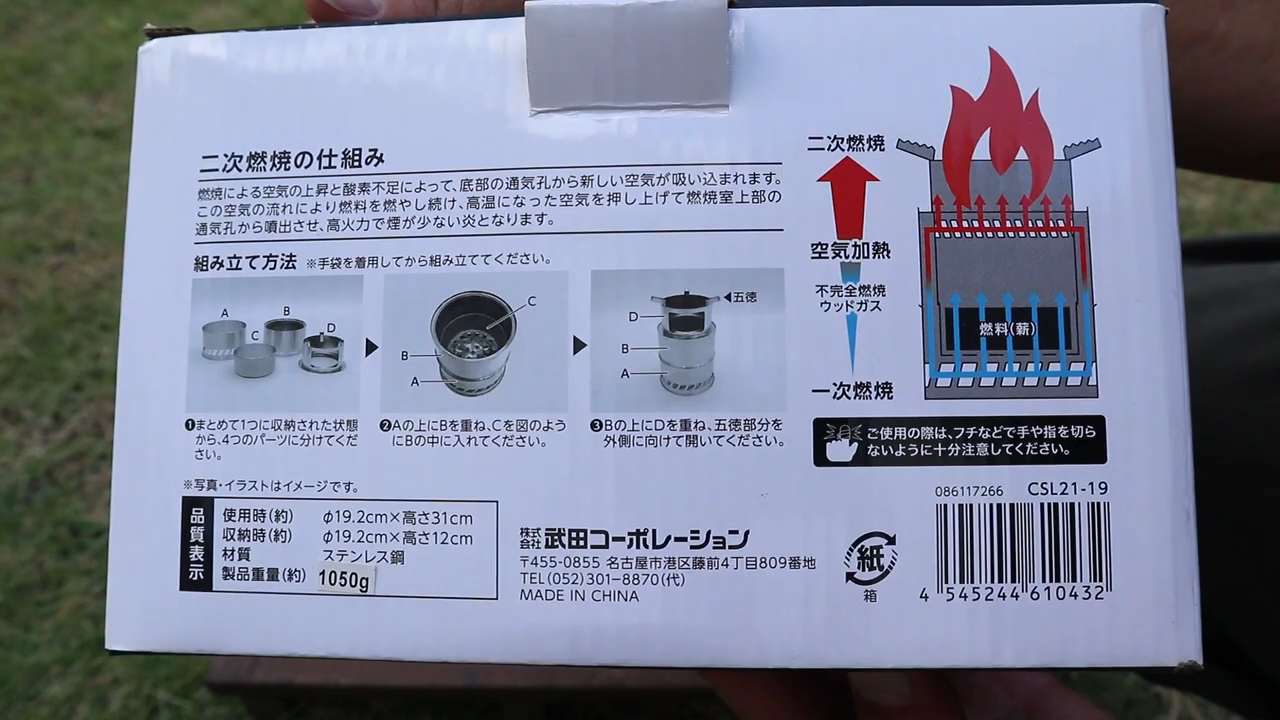 二次燃焼の仕組み
燃焼による空気の上昇と酸素不足によって、底部の通気孔から新しい空気が吸い込まれます。
この空気の流れにより燃料を燃やし続け、高温になった空気を押し上げて燃焼室上部の
通気孔から噴出させ、高火力で煙が少ない炎となります。
組み立て方法 ※手袋を着用してから組み立ててください。
A
B
C
D
C
B
A
五徳
D
B
A
❶まとめて1つに収納された状態
から、4つのパーツに分けてくだ
さい。
❷Aの上にBを重ね、Cを図のよう
にBの中に入れてください。
❸Bの上にDを重ね、五徳部分を
外側に向けて開いてください。
※写真・イラストはイメージです。
品質表示
使用時(約) φ19.2cm×高さ31cm
収納時(約) φ19.2cm×高さ12cm
材質 ステンレス鋼
製品重量(約) 1050g
株式会社 武田コーポレーション
〒455-0855 名古屋市港区藤前4丁目809番地
TEL(052)301-8870(代)
MADE IN CHINA
二次燃焼
空気加熱
不完全燃焼
ウッドガス
一次燃焼
燃料(薪)
ご使用の際は、フチなどで手や指を切ら
ないように十分注意してください。
086117266 CSL21-19
紙
箱
4 545244 610432